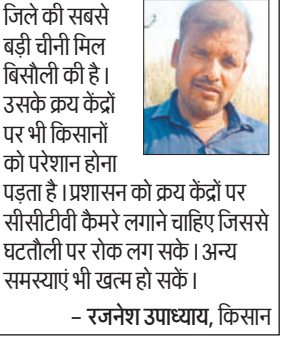 जिले की सबसे
बड़ी चीनी मिल
बिसौली की है।
उसके क्रय केंद्रों
पर भी किसानों
को परेशान होना
पड़ता है। प्रशासन को क्रय केंद्रों पर
सीसीटीवी कैमरे लगाने चाहिए जिससे
घटतौली पर रोक लग सके। अन्य
समस्याएं भी खत्म हो सकें।
– रजनेश उपाध्याय, किसान